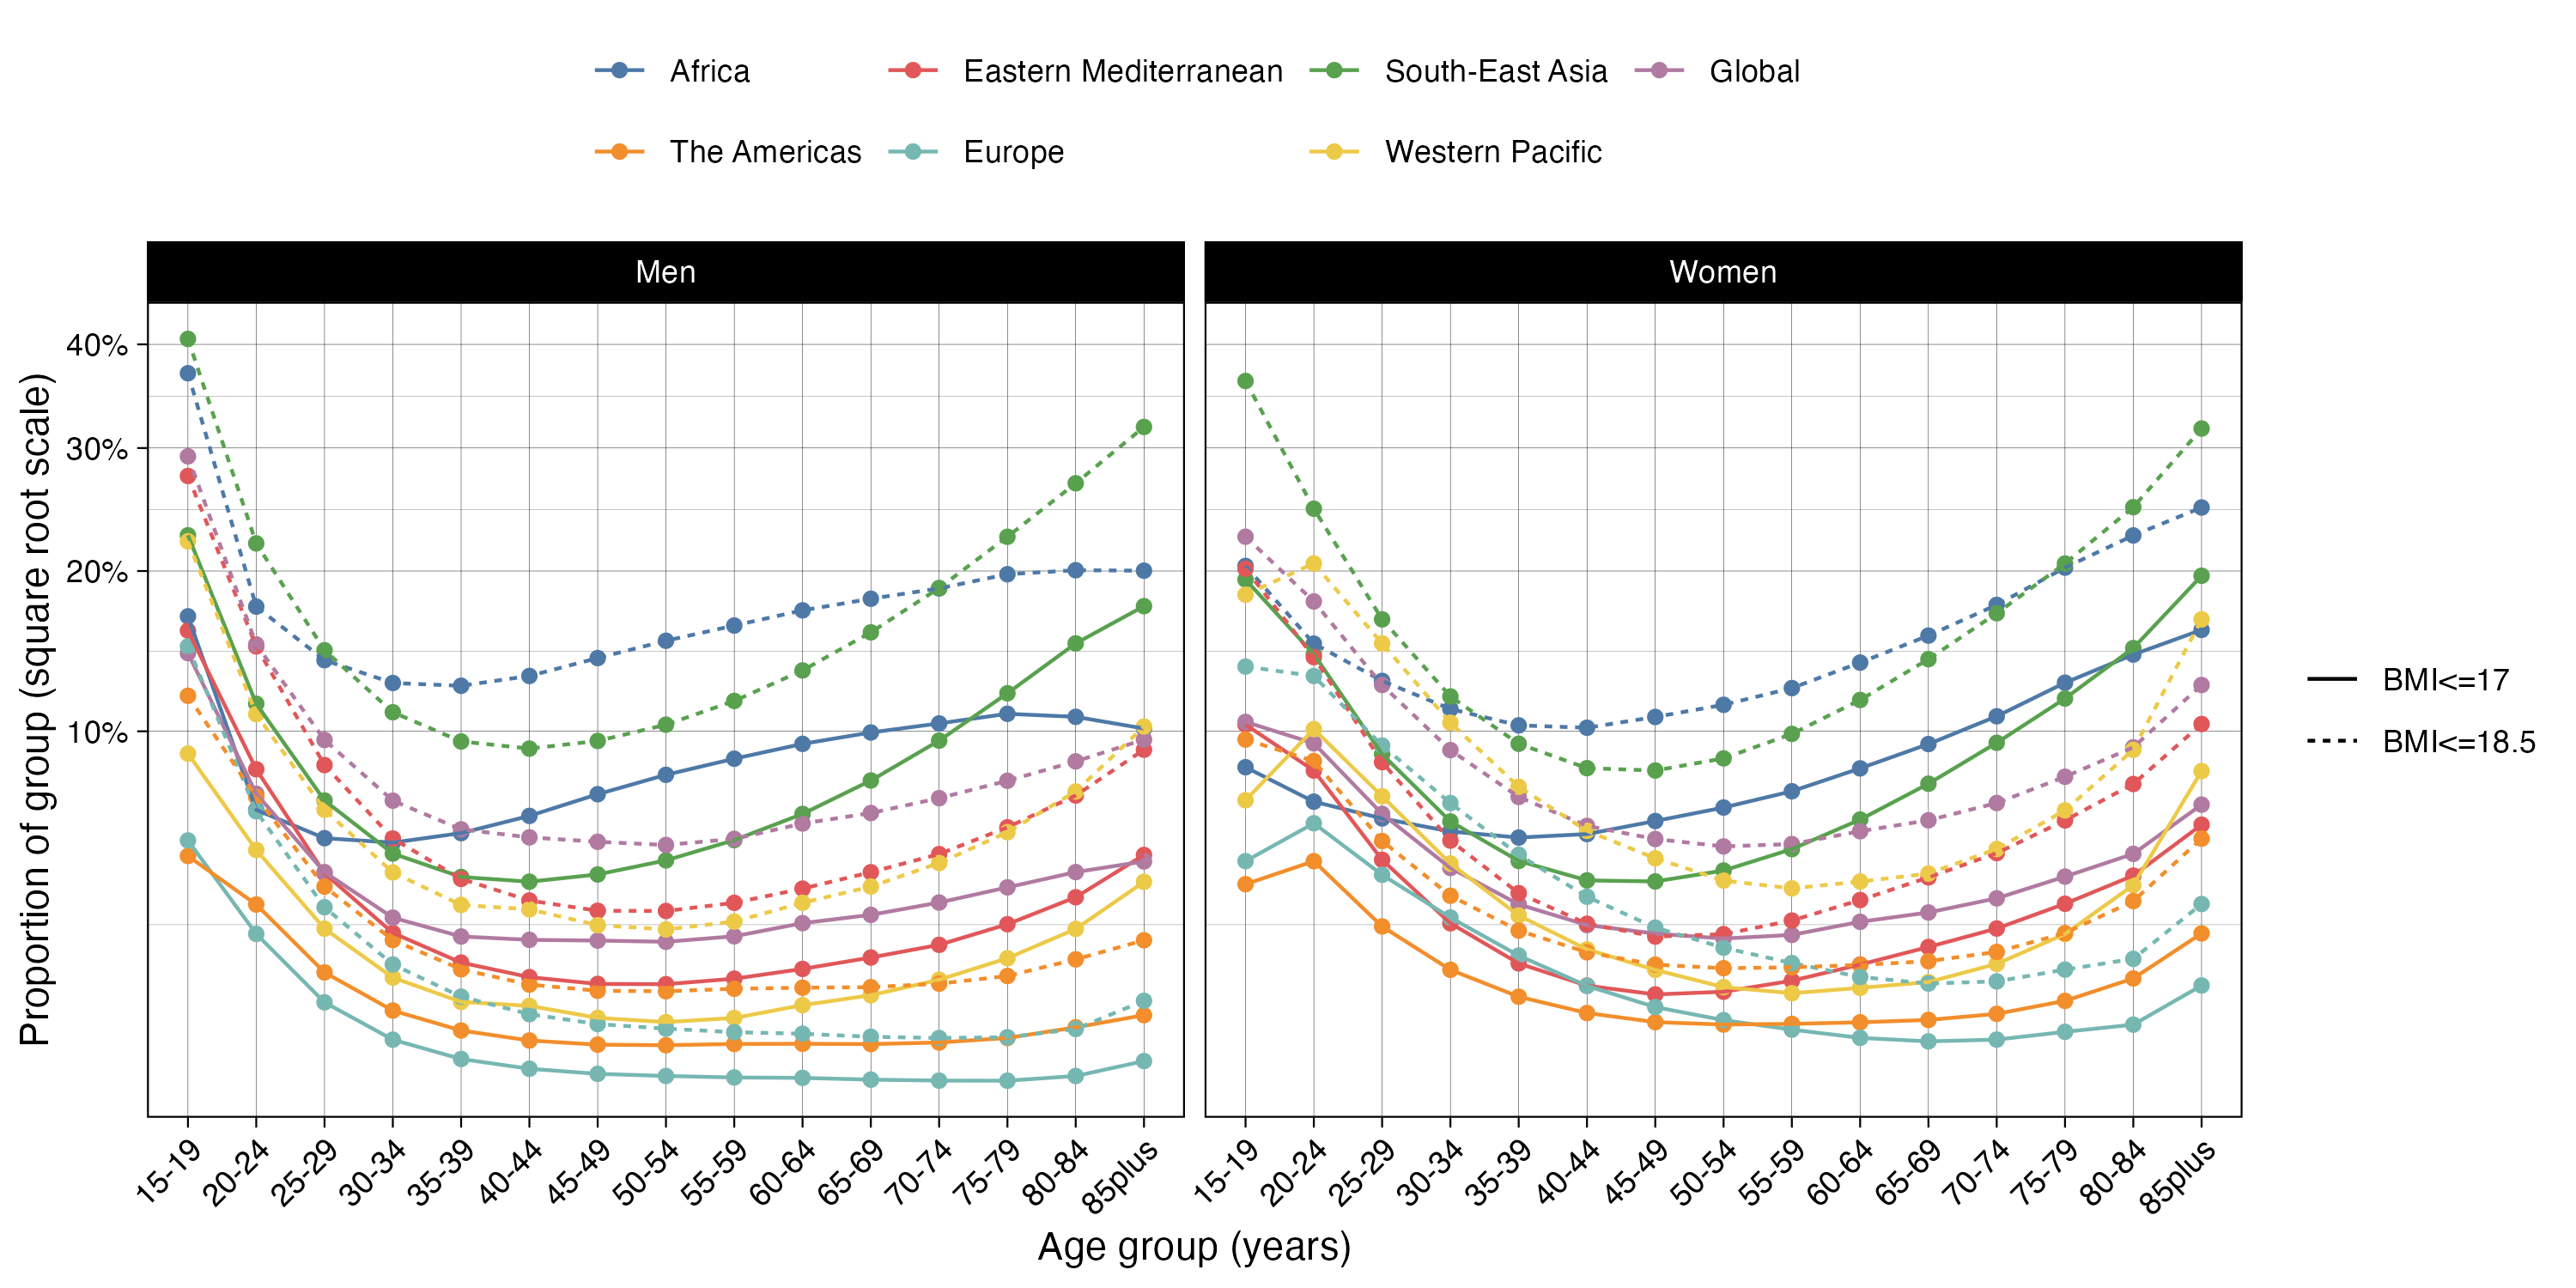 Africa
Eastern Mediterranean
South-East Asia
Global
The Americas
Europe
Western Pacific
Men
Women
Proportion of group (square root scale)
40%
30%
20%
10%
BMI<=17
BMI<=18.5
15-19
20-24
25-29
30-34
35-39
40-44
45-49
50-54
55-59
60-64
65-69
70-74
75-79
80-84
85plus
15-19
20-24
25-29
30-34
35-39
40-44
45-49
50-54
55-59
60-64
65-69
70-74
75-79
80-84
85plus
Age group (years)